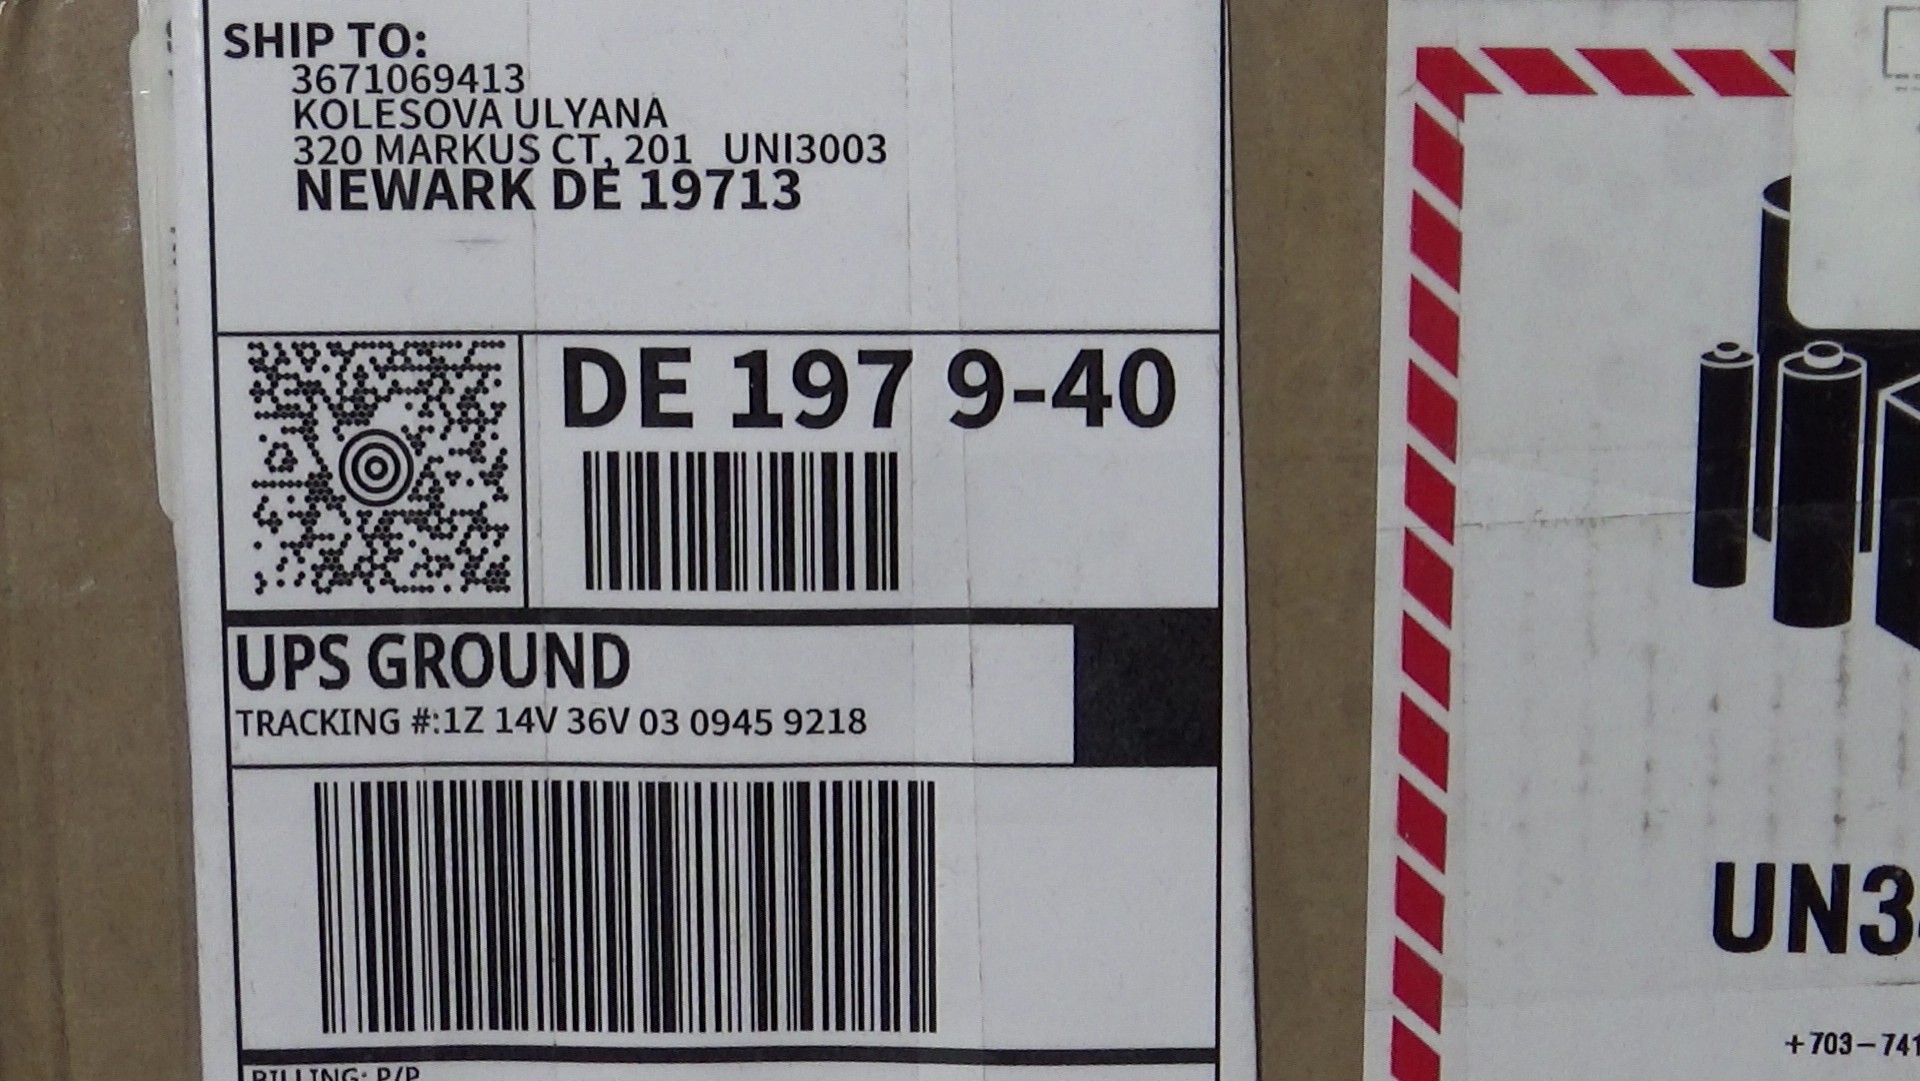 SHIP TO:
3671069413
KOLESOVA ULYANA
320 MARKUS CT, 201 UNI3003
NEWARK DE 19713
DE 197 9-40
UPS GROUND
TRACKING #:1Z 14V 36V 03 0945 9218
BILLING: P/P
UN3
+703-741